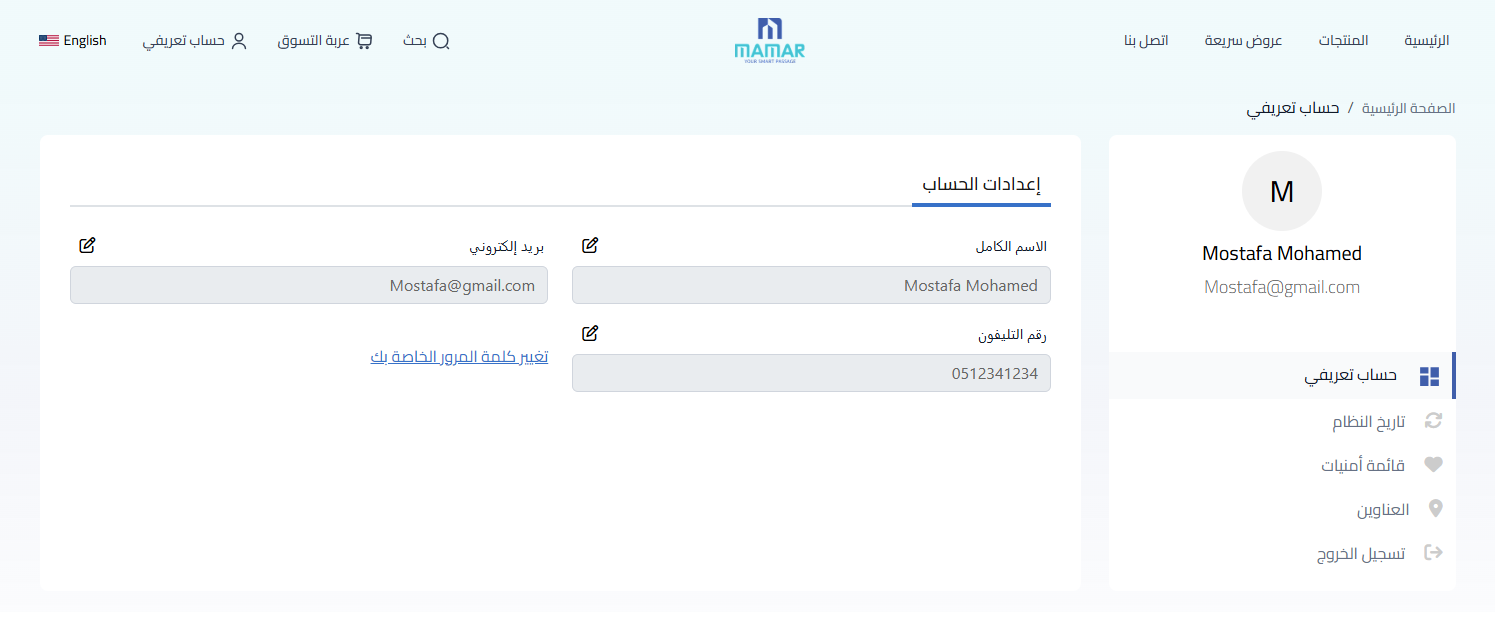 الرئيسية
المنتجات
عروض سريعة
اتصل بنا
MAMAR
YOUR SMART PASSAGE
بحث
عربة التسوق
حساب تعريفي
English
الصفحة الرئيسية / حساب تعريفي
M
Mostafa Mohamed
Mostafa@gmail.com
حساب تعريفي
تاريخ النظام
قائمة أمنيات
العناوين
تسجيل الخروج
إعدادات الحساب
الاسم الكامل
Mostafa Mohamed
بريد إلكتروني
Mostafa@gmail.com
رقم التليفون
0512341234
تغيير كلمة المرور الخاصة بك